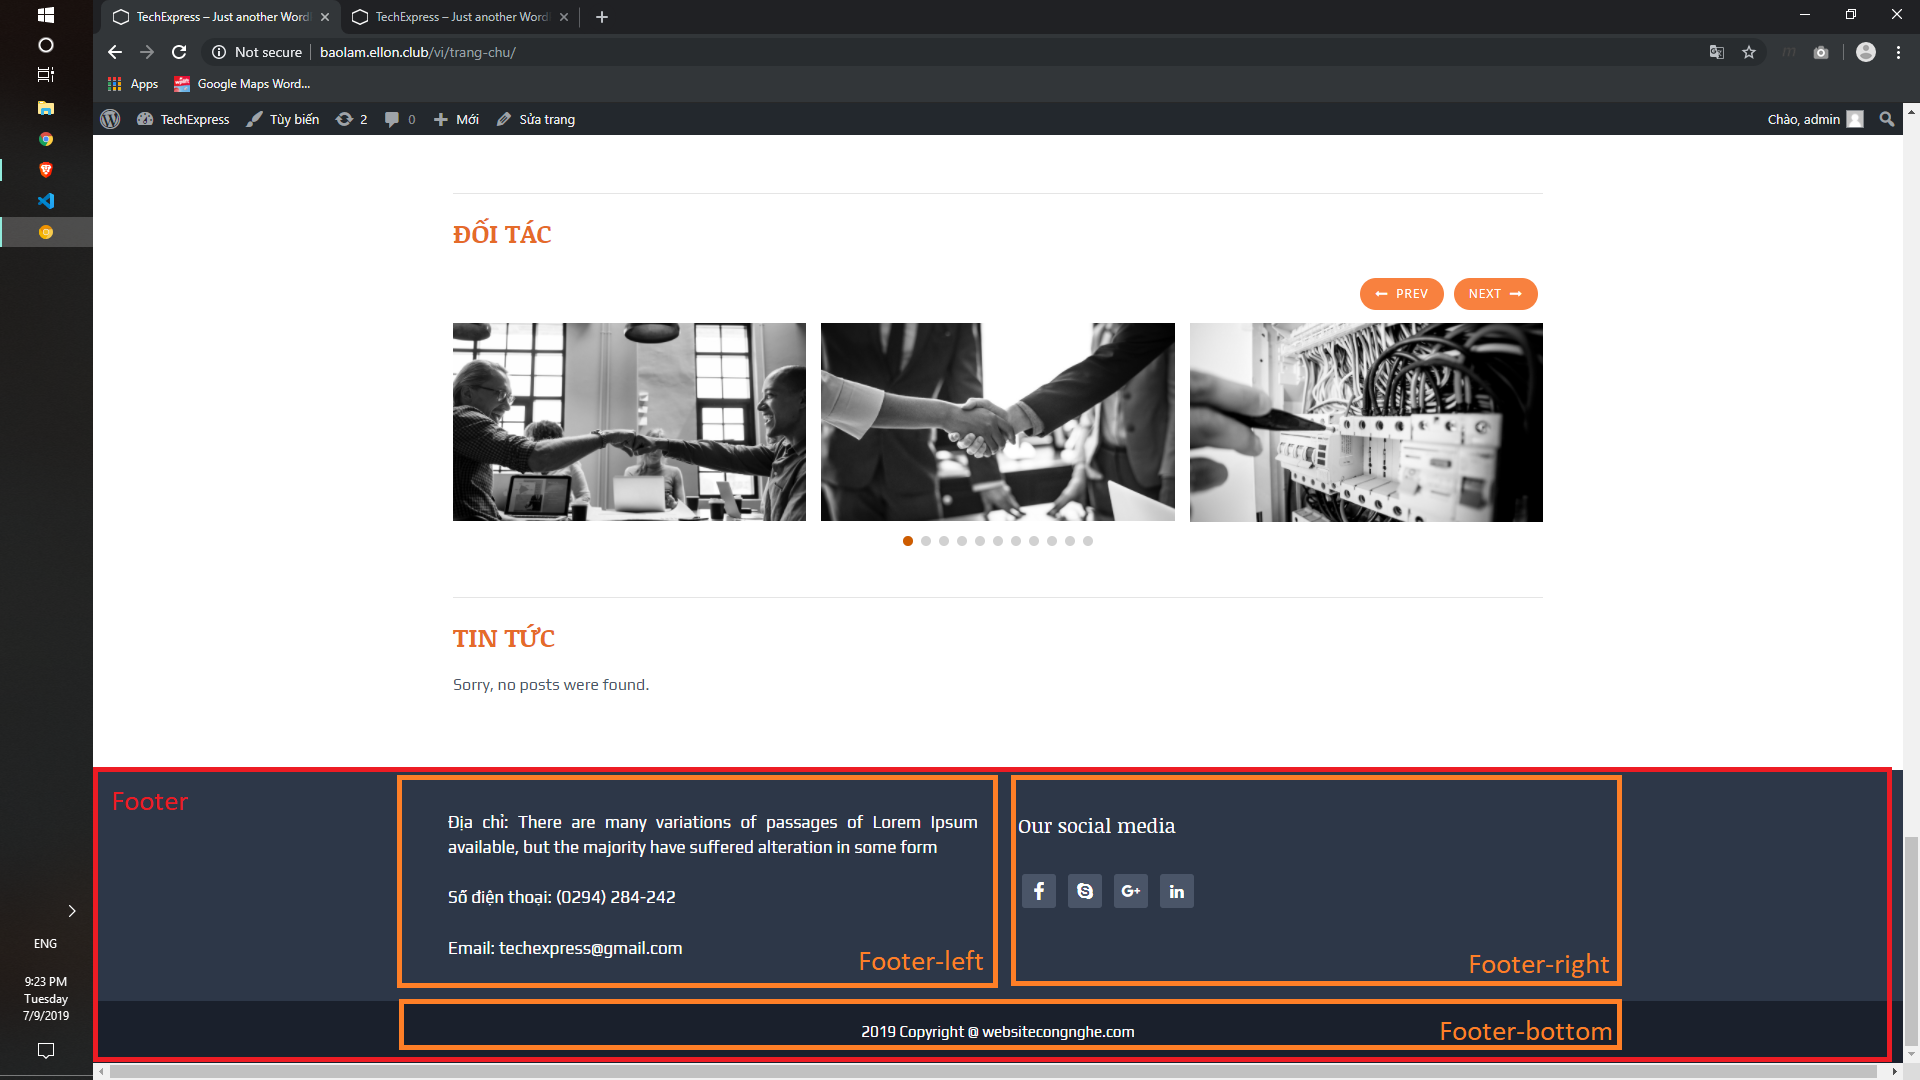 TechExpress – Just another Word
TechExpress – Just another Word
Not secure
baolam.ellon.club/vi/trang-chu/
Apps
Google Maps Word...
TechExpress
Tùy biến
2
0
Mới
Sửa trang
Chào, admin
ĐỐI TÁC
PREV
NEXT
TIN TỨC
Sorry, no posts were found.
Footer
Địa chỉ: There are many variations of passages of Lorem Ipsum
available, but the majority have suffered alteration in some form
Số điện thoại: (0294) 284-242
Email: techexpress@gmail.com
Footer-left
Our social media
f
S
G+
in
Footer-right
2019 Copyright @ websitecongnghe.com
Footer-bottom
ENG
9:23 PM
Tuesday
7/9/2019